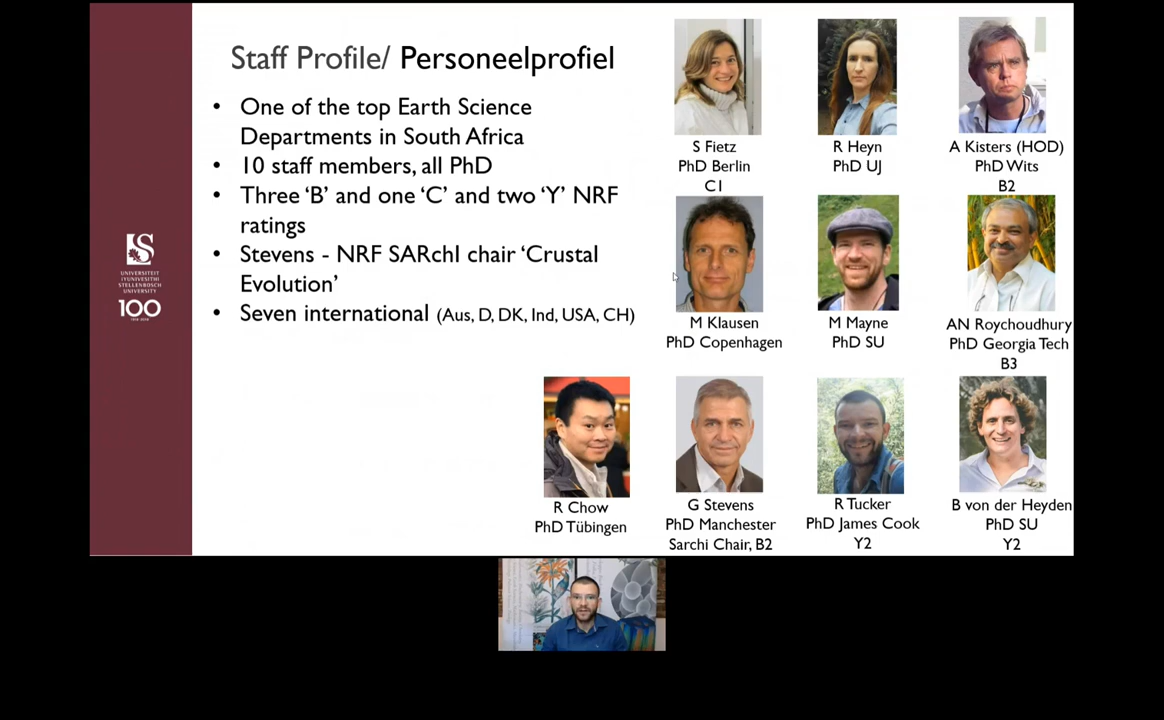 Staff Profile/ Personeelprofiel
• One of the top Earth Science
Departments in South Africa
• 10 staff members, all PhD
• Three 'B' and one 'C' and two 'Y' NRF
ratings
• Stevens - NRF SARchI chair 'Crustal
Evolution'
• Seven international (Aus, D, DK, Ind, USA, CH)
UNIVERSITEIT
iYUNIVESITHI
STELLENBOSCH
UNIVERSITY
100
1918-2018
S Fietz
PhD Berlin
C1
R Heyn
PhD UJ
A Kisters (HOD)
PhD Wits
B2
M Klausen
PhD Copenhagen
M Mayne
PhD SU
AN Roychoudhury
PhD Georgia Tech
B3
R Chow
PhD Tübingen
G Stevens
PhD Manchester
Sarchi Chair, B2
R Tucker
PhD James Cook
Y2
B von der Heyden
PhD SU
Y2